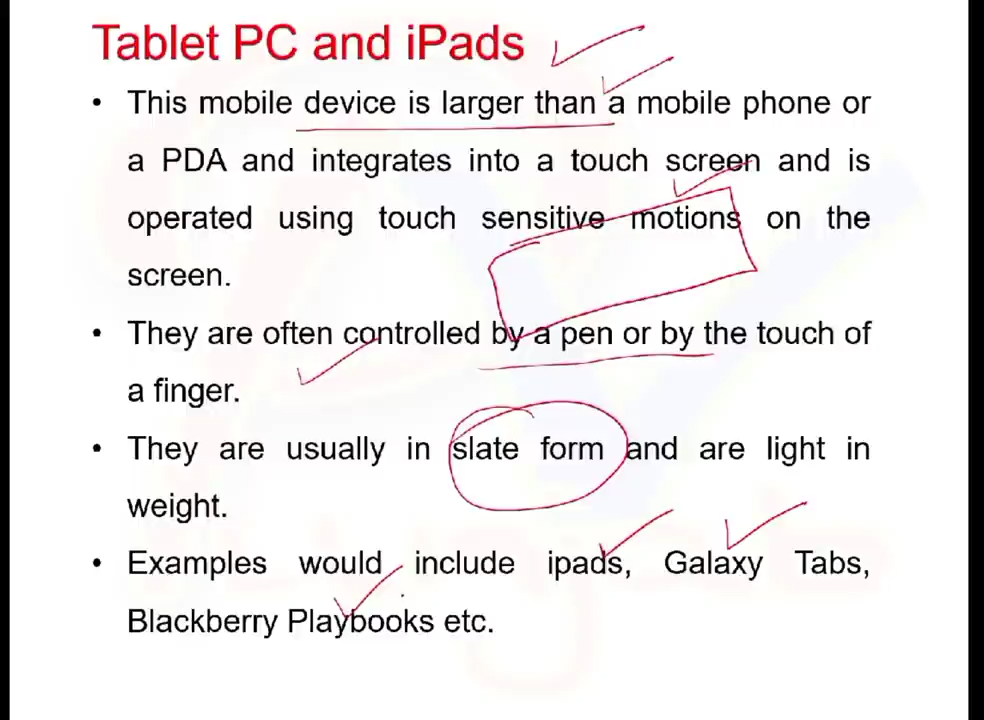 Tablet PC and iPads
• This mobile device is larger than a mobile phone or
a PDA and integrates into a touch screen and is
operated using touch sensitive motions on the
screen.
• They are often controlled by a pen or by the touch of
a finger.
• They are usually in slate form and are light in
weight.
• Examples would include ipads, Galaxy Tabs,
Blackberry Playbooks etc.